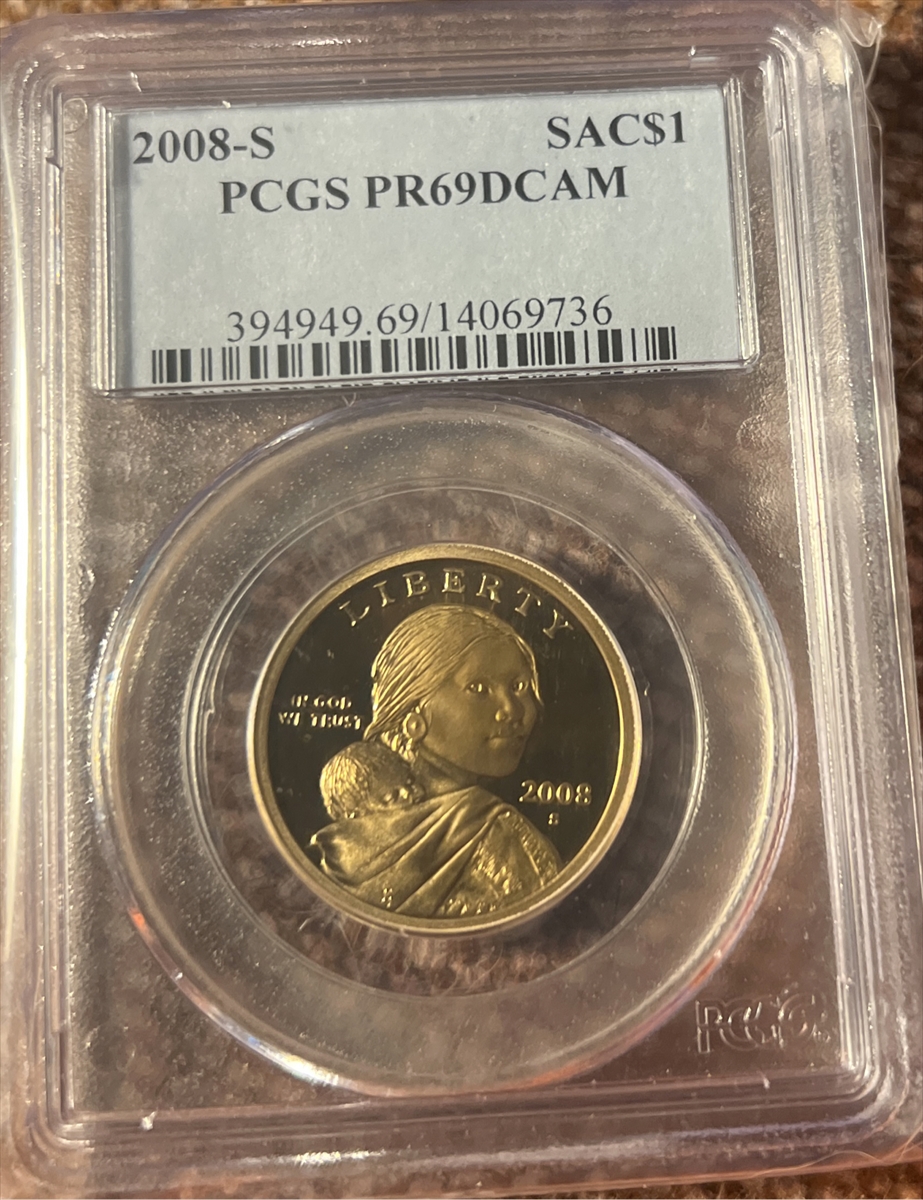 2008-S SAC$1
PCGS PR69DCAM
394949.69/14069736
LIBERTY
IN GOD
WE TRUST
2008
S
PCGS